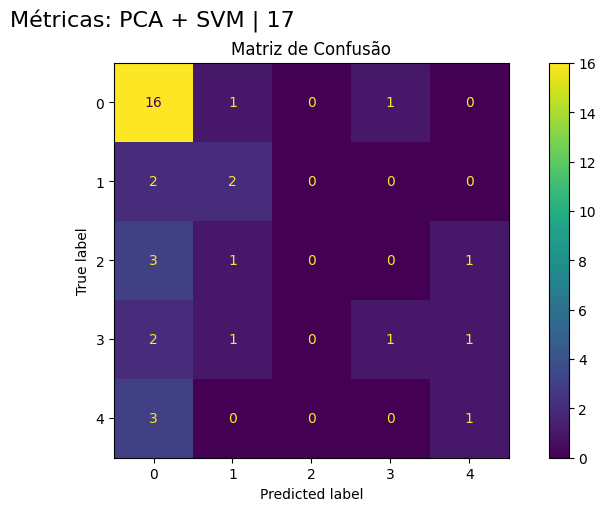 Métricas: PCA + SVM | 17
Matriz de Confusão
True label
0 16 1 0 1 0
1 2 2 0 0 0
2 3 1 0 0 1
3 2 1 0 1 1
4 3 0 0 0 1
0 1 2 3 4
Predicted label
16
14
12
10
8
6
4
2
0